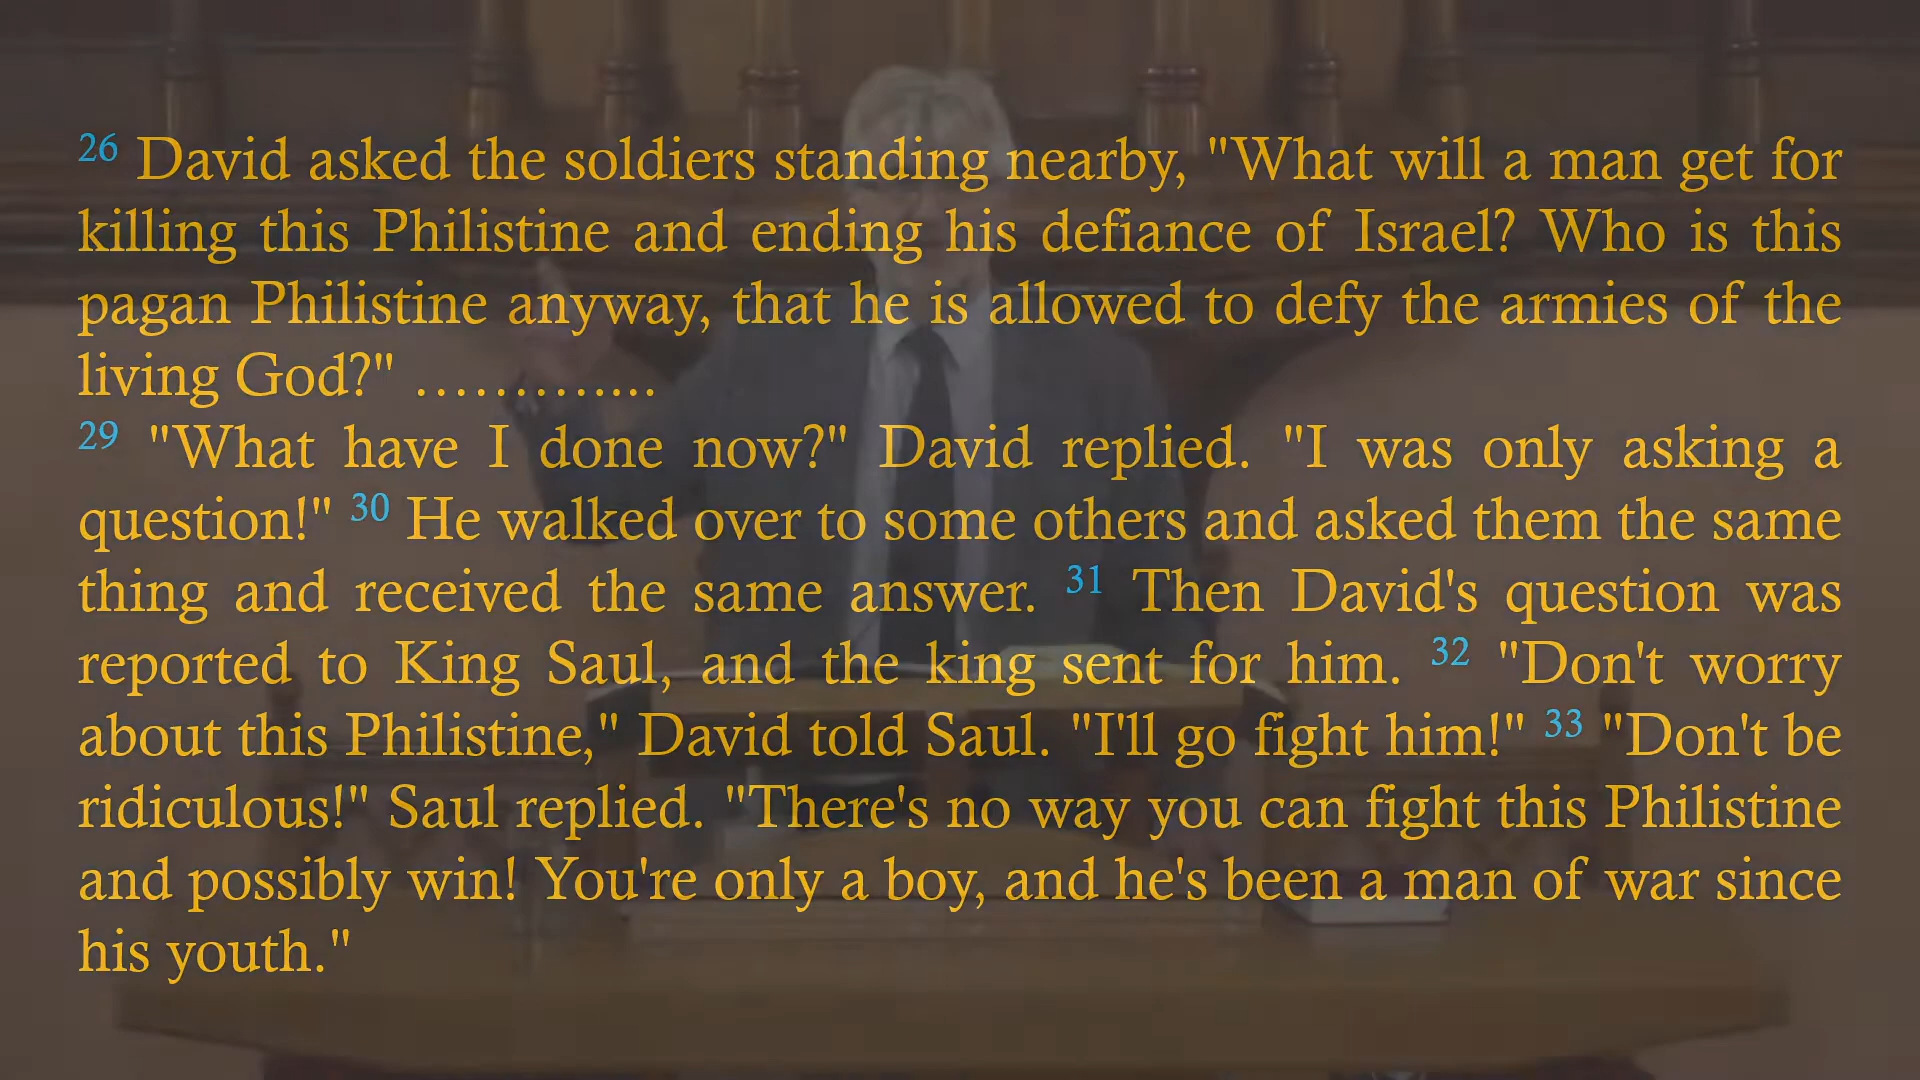 26 David asked the soldiers standing nearby, "What will a man get for
killing this Philistine and ending his defiance of Israel? Who is this
pagan Philistine anyway, that he is allowed to defy the armies of the
living God?" .............
29 "What have I done now?" David replied. "I was only asking a
question!" 30 He walked over to some others and asked them the same
thing and received the same answer. 31 Then David's question was
reported to King Saul, and the king sent for him. 32 "Don't worry
about this Philistine," David told Saul. "I'll go fight him!" 33 "Don't be
ridiculous!" Saul replied. "There's no way you can fight this Philistine
and possibly win! You're only a boy, and he's been a man of war since
his youth."